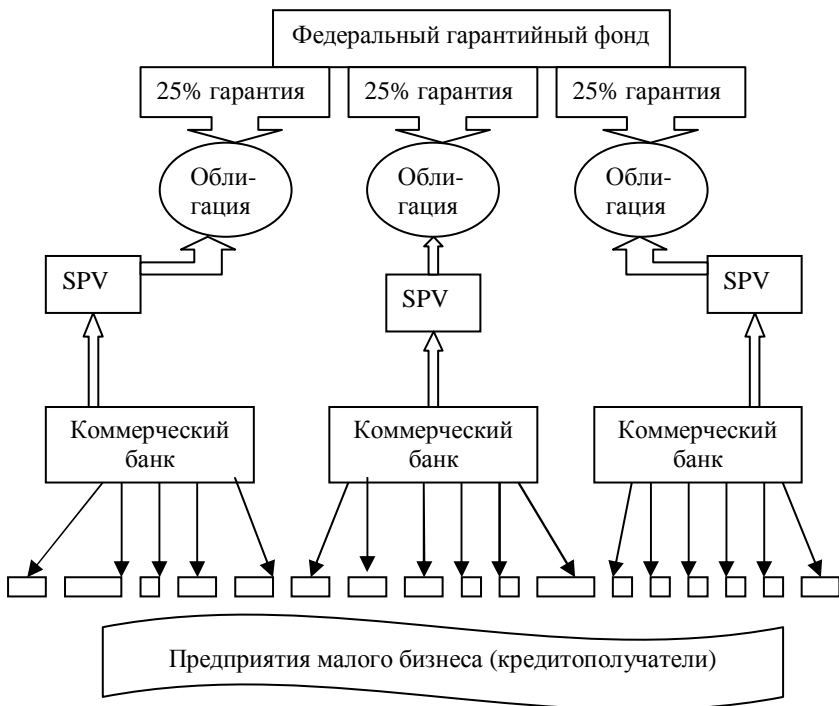 Федеральный гарантийный фонд
25% гарантия
25% гарантия
25% гарантия
Обли-
гация
Обли-
гация
Обли-
гация
SPV
SPV
SPV
Коммерческий
банк
Коммерческий
банк
Коммерческий
банк
Предприятия малого бизнеса (кредитополучатели)